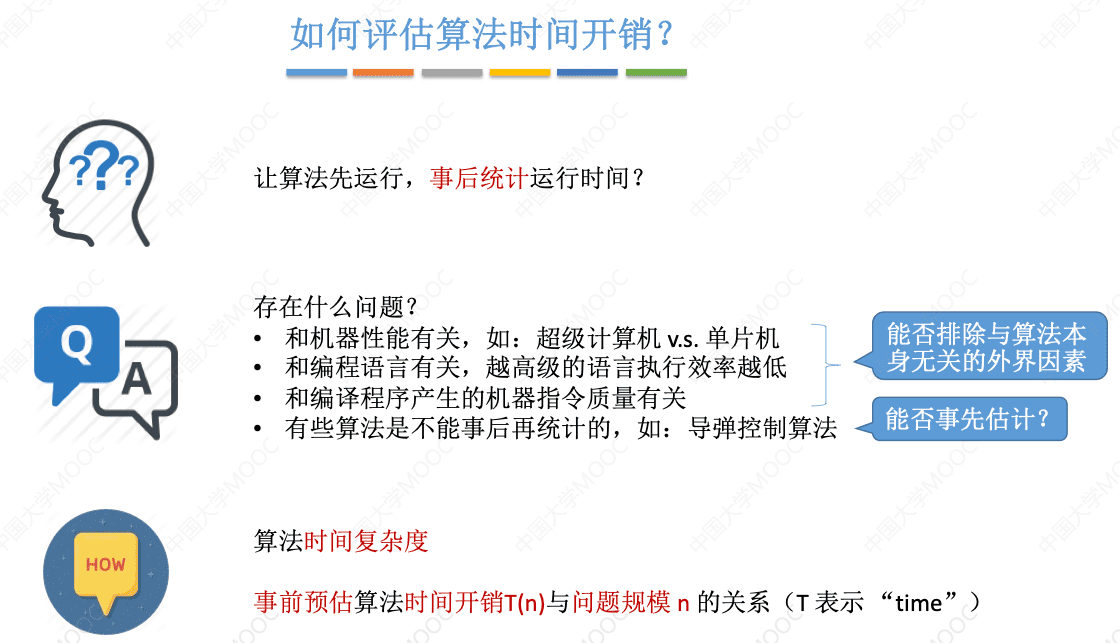 如何评估算法时间开销？
???
让算法先运行，事后统计运行时间？
存在什么问题？
• 和机器性能有关，如：超级计算机 v.s. 单片机
• 和编程语言有关，越高级的语言执行效率越低
• 和编译程序产生的机器指令质量有关
• 有些算法是不能事后再统计的，如：导弹控制算法
能否排除与算法本
身无关的外界因素
能否事先估计？
Q
A
HOW
算法时间复杂度
事前预估算法时间开销T(n)与问题规模 n 的关系（T 表示 “time”）
中国大学MOOC